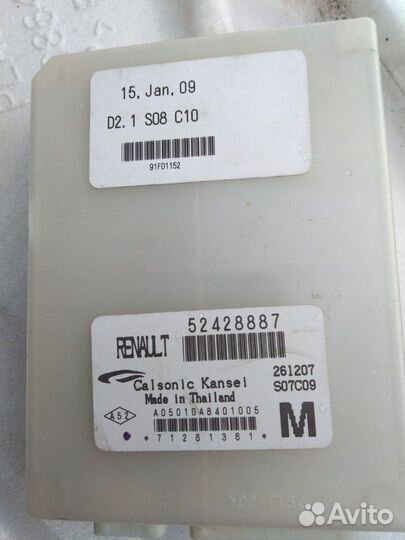 15, Jan, 09
D2. 1 S08 C10
91F01152
RENAULT 52428887
Calsonic Kansei 261207
Made in Thailand S07C09
A52 A05010A8401005 M
*71281381*
Avito